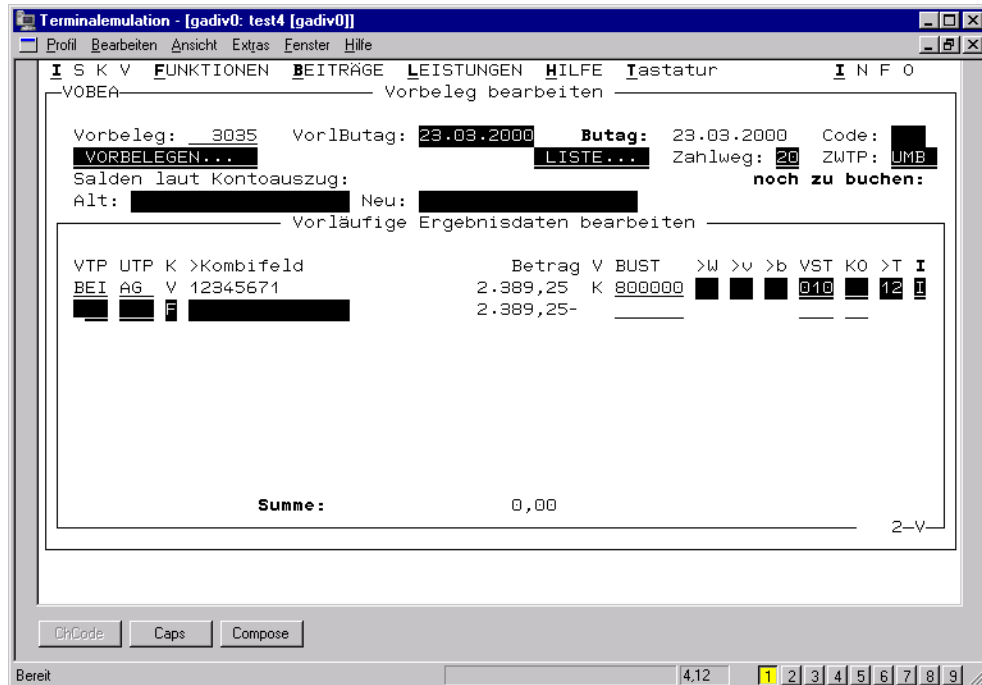 Terminalemulation - [gadiv0: test4 [gadiv0]]
Profil Bearbeiten Ansicht Extras Fenster Hilfe
I S K V FUNKTIONEN BEITRÄGE LEISTUNGEN HILFE Tastatur I N F O
VOBEA Vorbeleg bearbeiten
Vorbeleg: 3035 VorlButag: 23.03.2000 Butag: 23.03.2000 Code:
VORBELEGEN... LISTE... Zahlweg: 20 ZWTP: UMB
Salden laut Kontoauszug: noch zu buchen:
Alt: Neu:
Vorläufige Ergebnisdaten bearbeiten
VTP UTP K >Kombifeld Betrag V BUST >W >v >b VST KO >T I
BEI AG V 12345671 2.389,25 K 800000 010 12 I
F 2.389,25-
Summe: 0,00
2-V
ChCode Caps Compose
Bereit 4,12 1 2 3 4 5 6 7 8 9